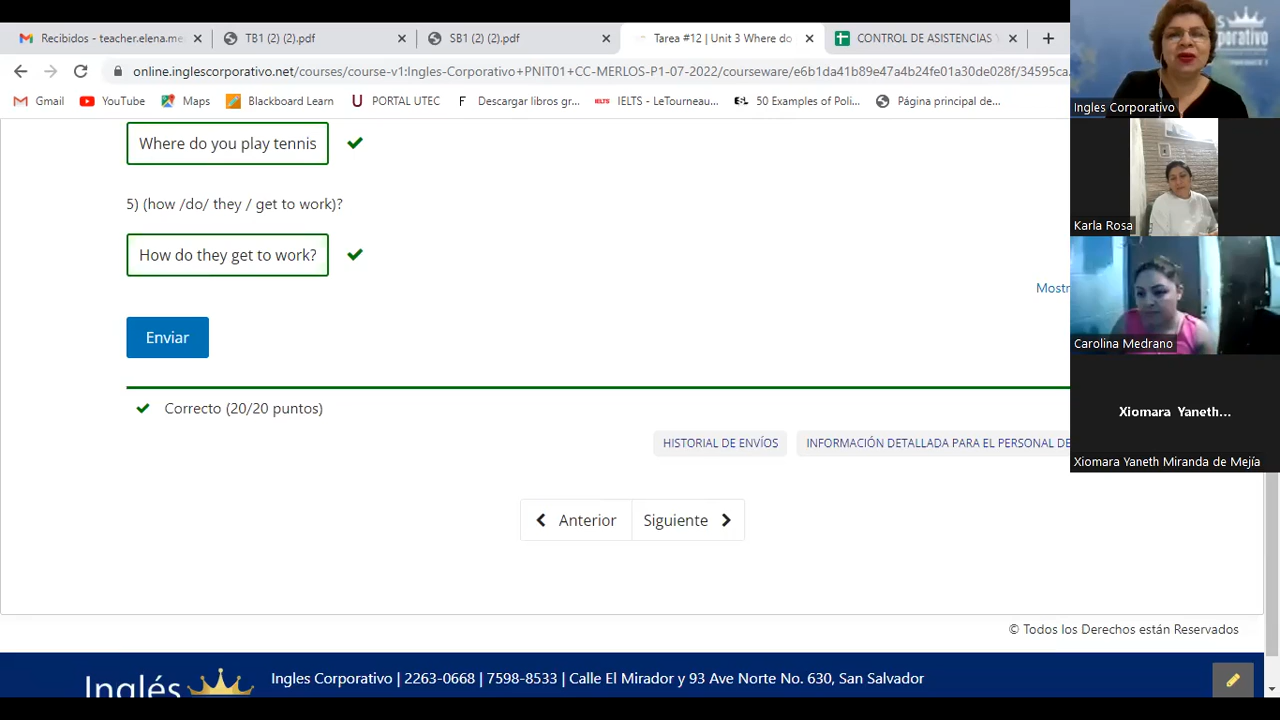 Recibidos - teacher.elena.me
TB1 (2) (2).pdf
SB1 (2) (2).pdf
Tarea #12 | Unit 3 Where do
CONTROL DE ASISTENCIAS
online.inglescorporativo.net/courses/course-v1:Ingles-Corporativo+PNIT01+CC-MERLOS-P1-07-2022/courseware/e6b1da41b89e47a4b24fe01a30de028f/34595ca
Gmail
YouTube
Maps
Blackboard Learn
PORTAL UTEC
Descargar libros gr...
IELTS - LeTourneau...
50 Examples of Pol...
Página principal de...
Where do you play tennis
5) (how /do/ they / get to work)?
How do they get to work?
Mostr
Enviar
Correcto (20/20 puntos)
HISTORIAL DE ENVÍOS
INFORMACIÓN DETALLADA PARA EL PERSONAL DE
Anterior
Siguiente
© Todos los Derechos están Reservados
Inglés
Ingles Corporativo | 2263-0668 | 7598-8533 | Calle El Mirador y 93 Ave Norte No. 630, San Salvador
Ingles Corporativo
Karla Rosa
Carolina Medrano
Xiomara Yaneth...
Xiomara Yaneth Miranda de Mejía